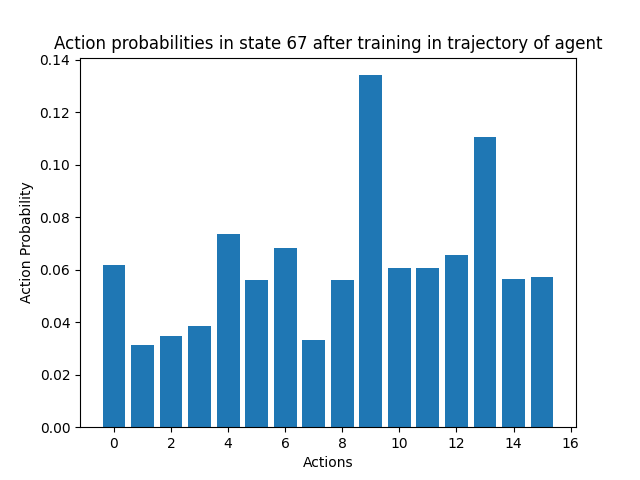 Action probabilities in state 67 after training in trajectory of agent
0.14
0.12
0.10
0.08
0.06
0.04
0.02
0.00
Action Probability
0 2 4 6 8 10 12 14 16
Actions